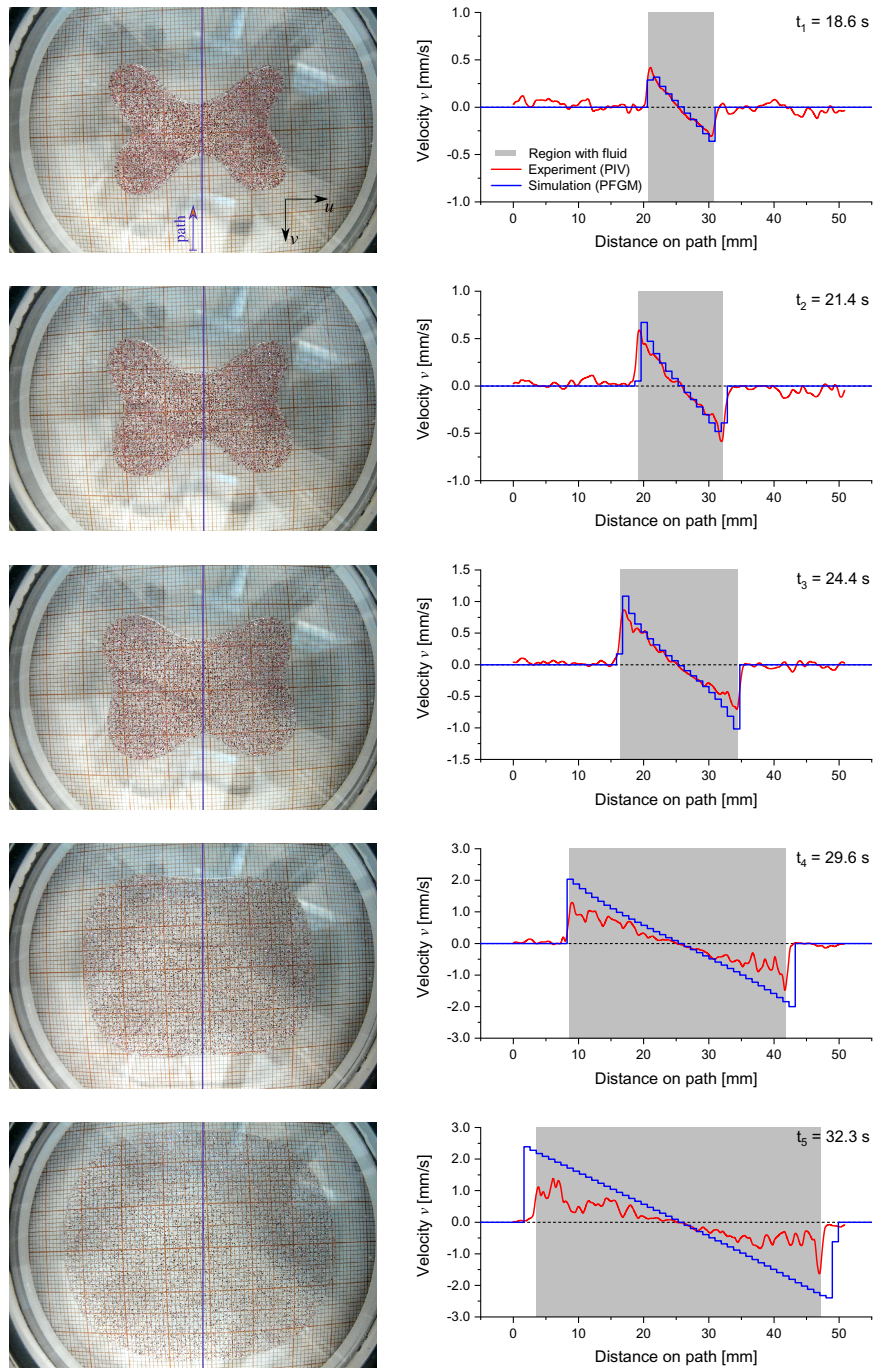 path
u
v
t1 = 18.6 s
Velocity v [mm/s]
1.0
0.5
0.0
-0.5
-1.0
Region with fluid
Experiment (PIV)
Simulation (PFGM)
0 10 20 30 40 50
Distance on path [mm]
t2 = 21.4 s
Velocity v [mm/s]
1.0
0.5
0.0
-0.5
-1.0
0 10 20 30 40 50
Distance on path [mm]
t3 = 24.4 s
Velocity v [mm/s]
1.5
1.0
0.5
0.0
-0.5
-1.0
-1.5
0 10 20 30 40 50
Distance on path [mm]
t4 = 29.6 s
Velocity v [mm/s]
3.0
2.0
1.0
0.0
-1.0
-2.0
-3.0
0 10 20 30 40 50
Distance on path [mm]
t5 = 32.3 s
Velocity v [mm/s]
3.0
2.0
1.0
0.0
-1.0
-2.0
-3.0
0 10 20 30 40 50
Distance on path [mm]